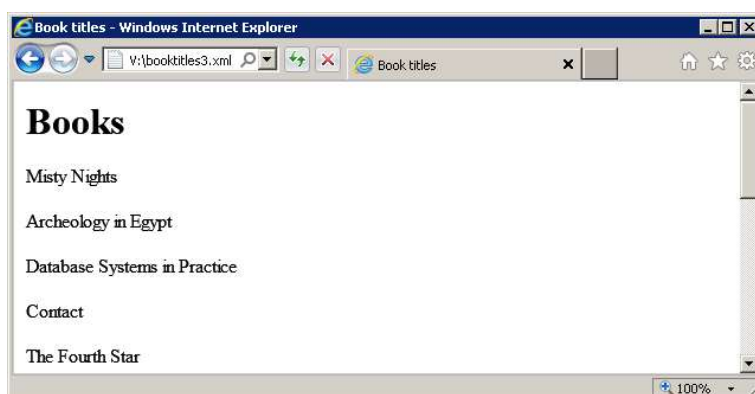 Book titles - Windows Internet Explorer
V:\booktitles3.xml
Book titles
Books
Misty Nights
Archeology in Egypt
Database Systems in Practice
Contact
The Fourth Star
100%